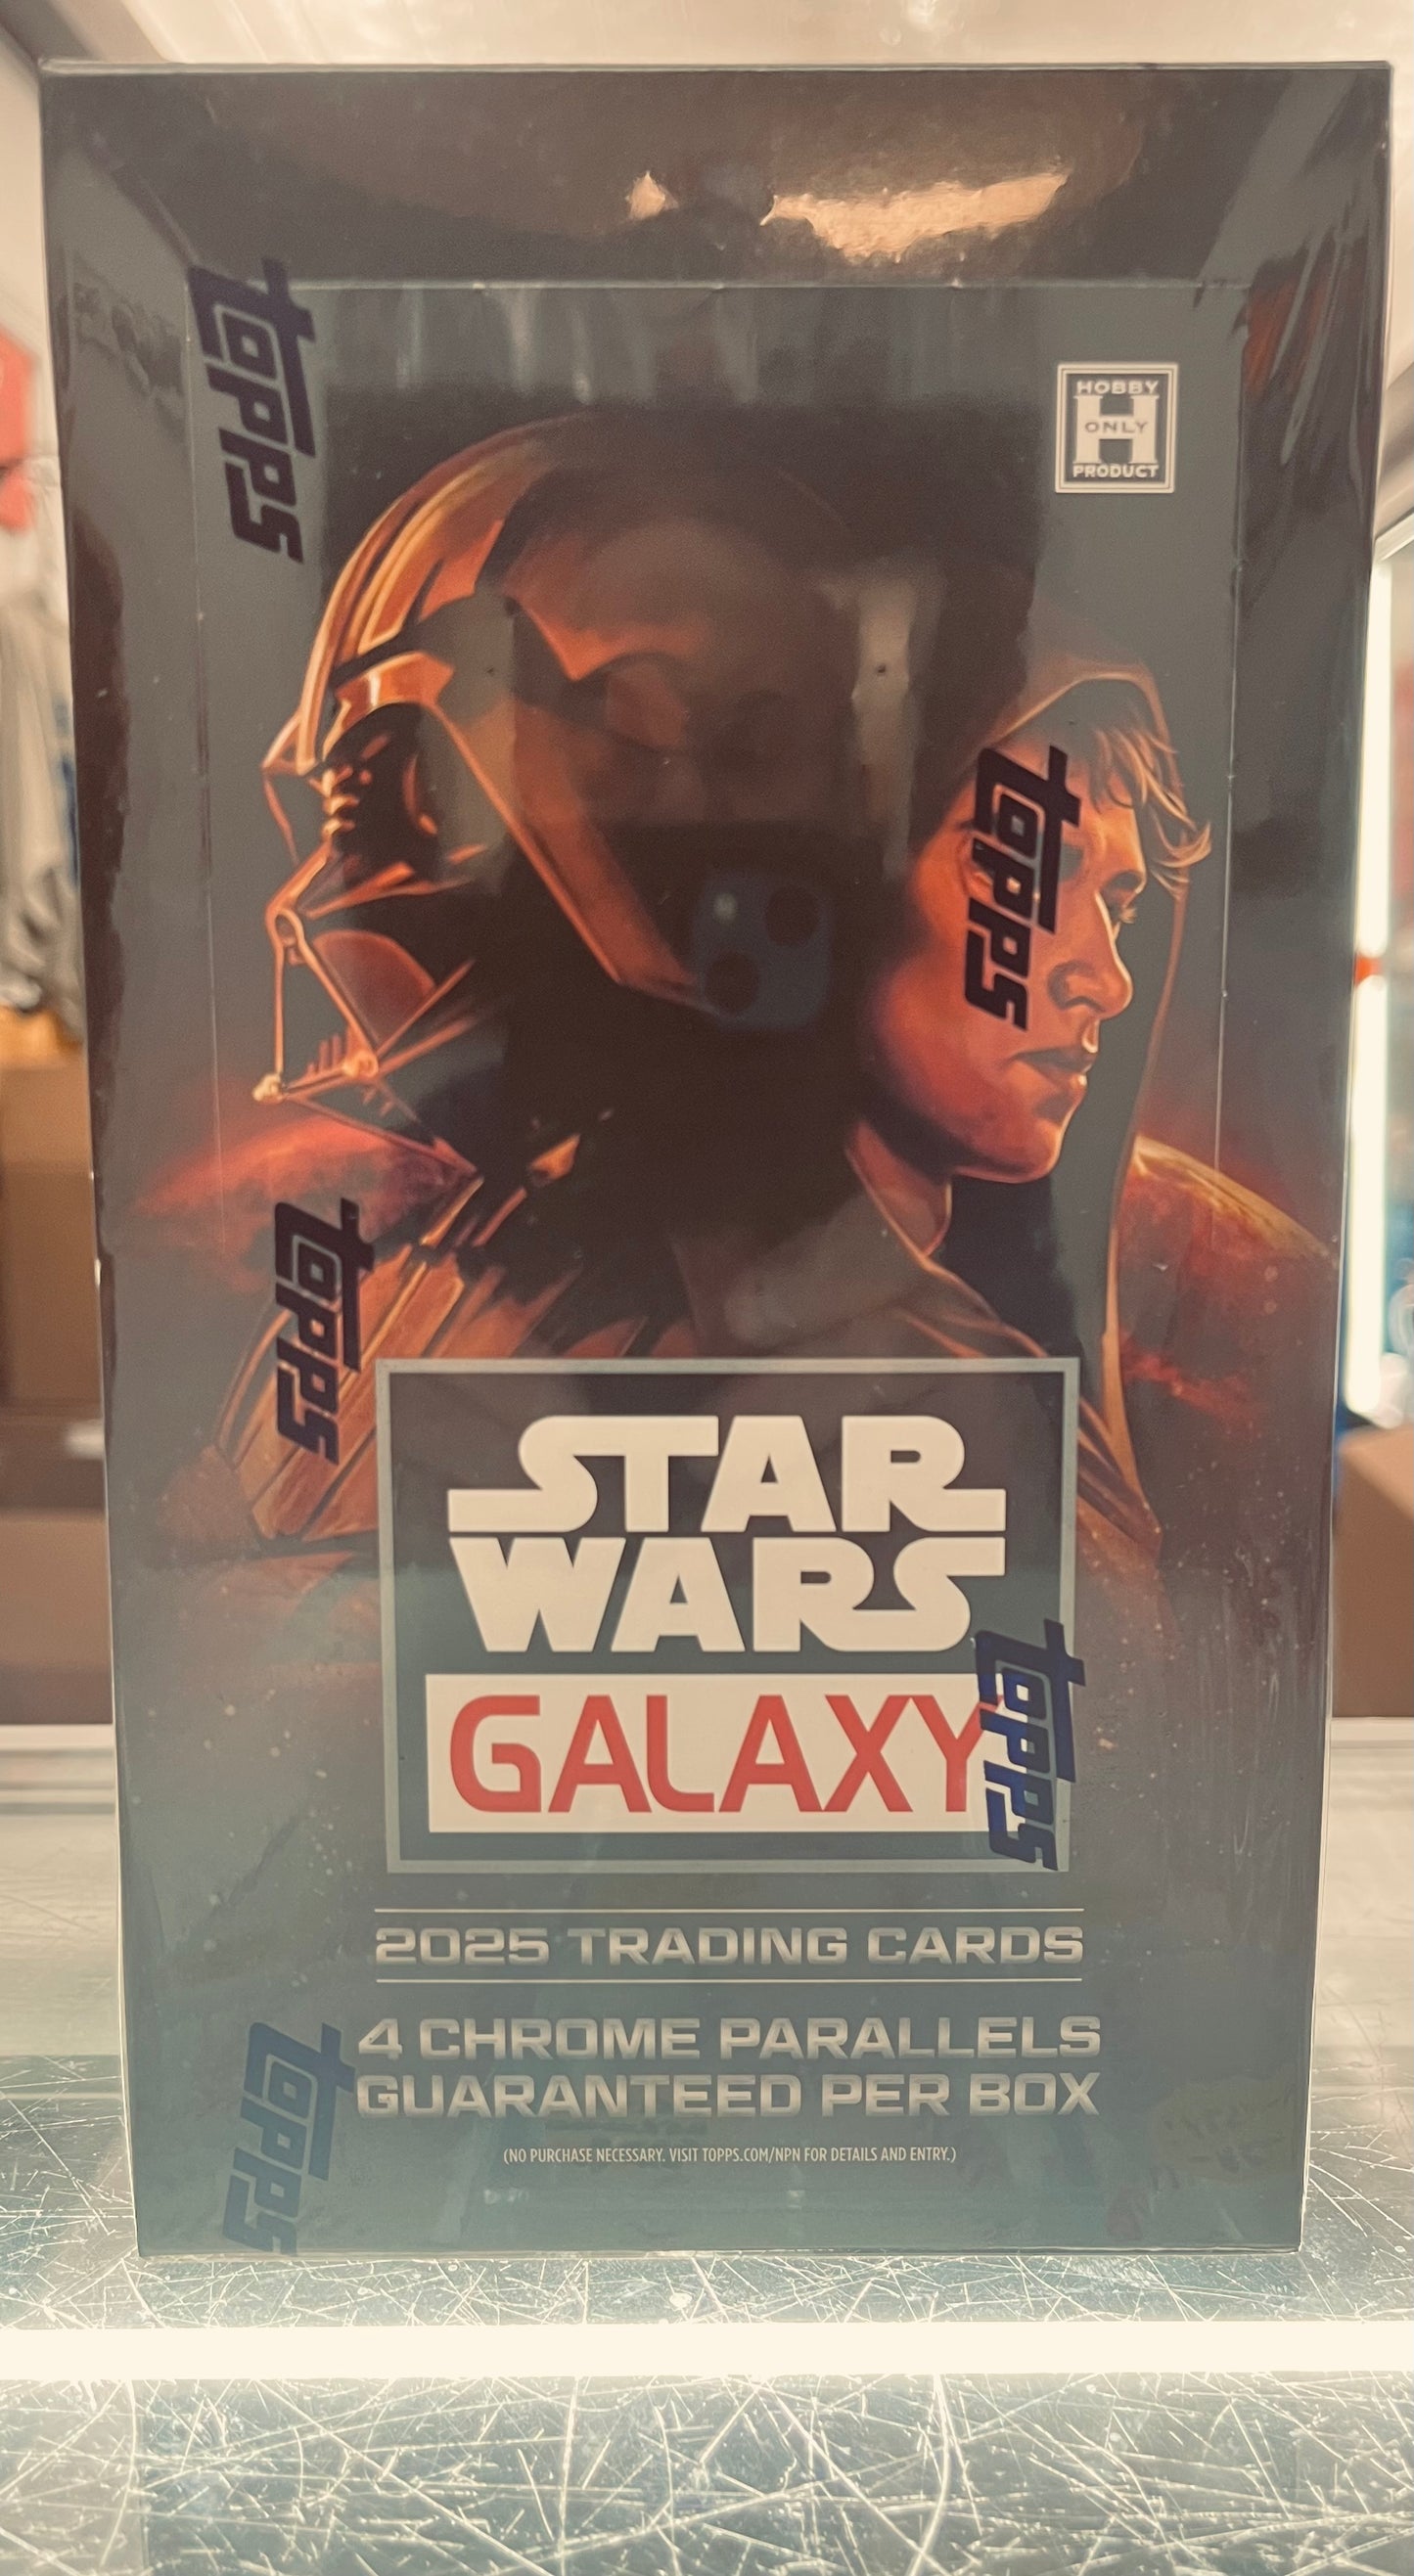 topps
HOBBY
H
ONLY
PRODUCT
topps
topps
STAR
WARS
GALAXY
topps
2025 TRADING CARDS
4 CHROME PARALLELS
GUARANTEED PER BOX
topps
(NO PURCHASE NECESSARY. VISIT TOPPS.COM/NPN FOR DETAILS AND ENTRY.)